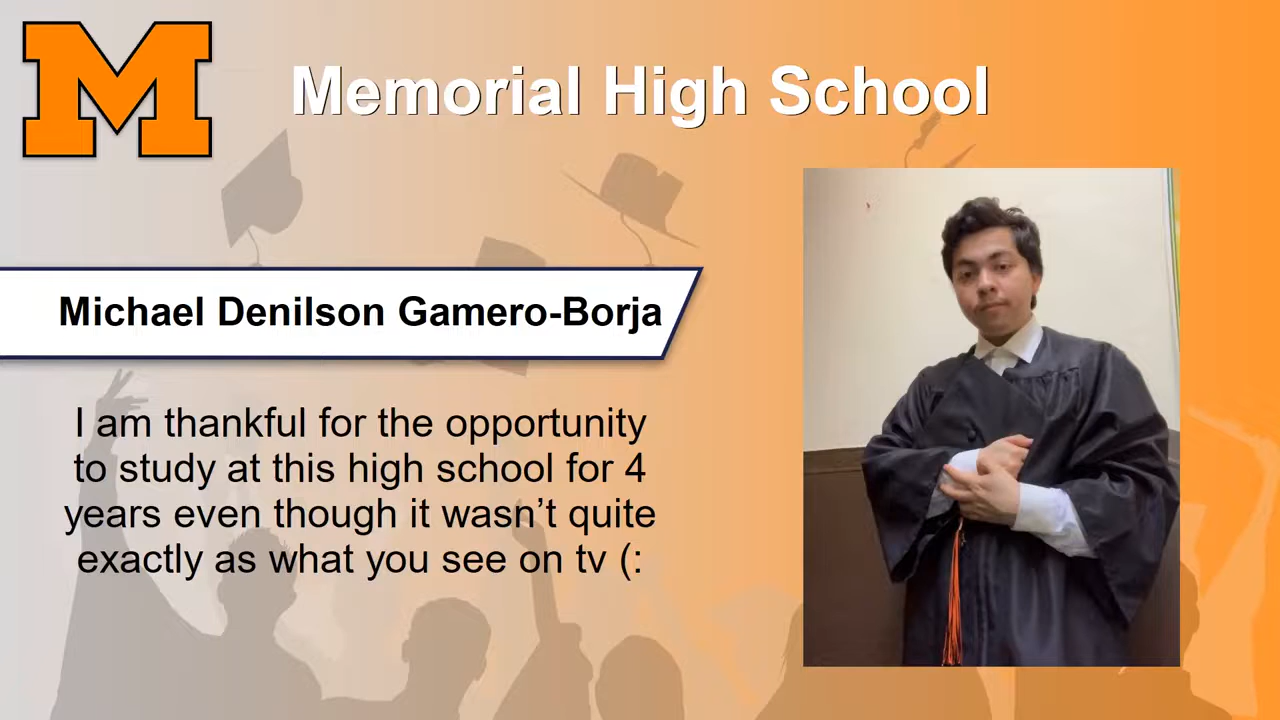 M
Memorial High School
Michael Denilson Gamero-Borja
I am thankful for the opportunity
to study at this high school for 4
years even though it wasn’t quite
exactly as what you see on tv (: